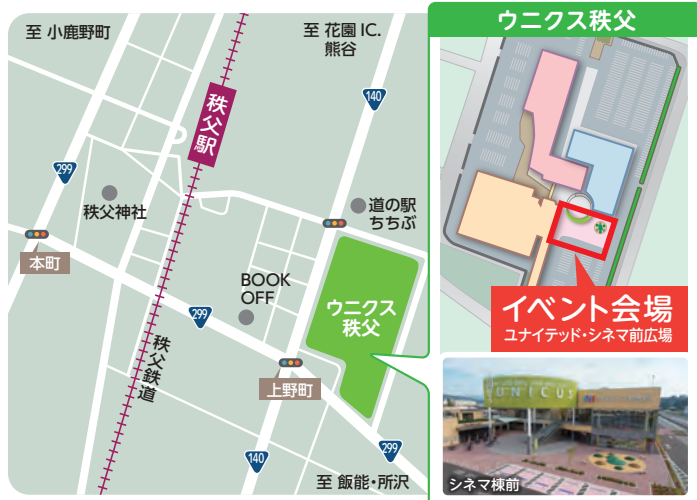 至 小鹿野町
至 花園 IC.
熊谷
140
秩父駅
299
秩父神社
道の駅
ちちぶ
本町
BOOK
OFF
299
ウニクス
秩父
秩父鉄道
上野町
299
140
至 飯能・所沢
ウニクス秩父
イベント会場
ユナイテッド・シネマ前広場
UNICUS
シネマ棟前